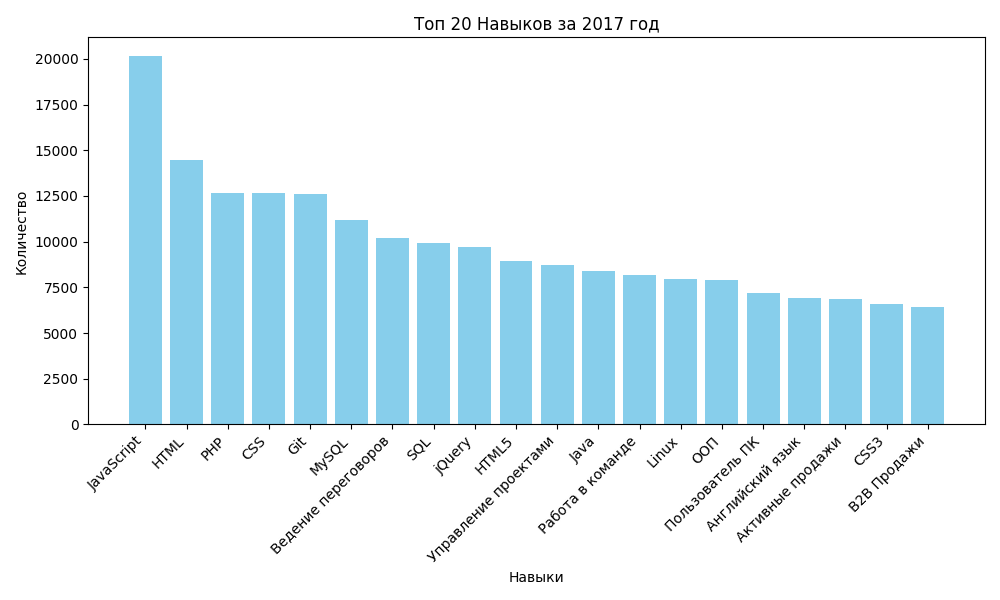 Топ 20 Навыков за 2017 год
Количество
20000
17500
15000
12500
10000
7500
5000
2500
0
JavaScript
HTML
PHP
CSS
Git
MySQL
Ведение переговоров
SQL
jQuery
HTML5
Управление проектами
Java
Работа в команде
Linux
ООП
Пользователь ПК
Английский язык
Активные продажи
CSS3
B2B Продажи
Навыки